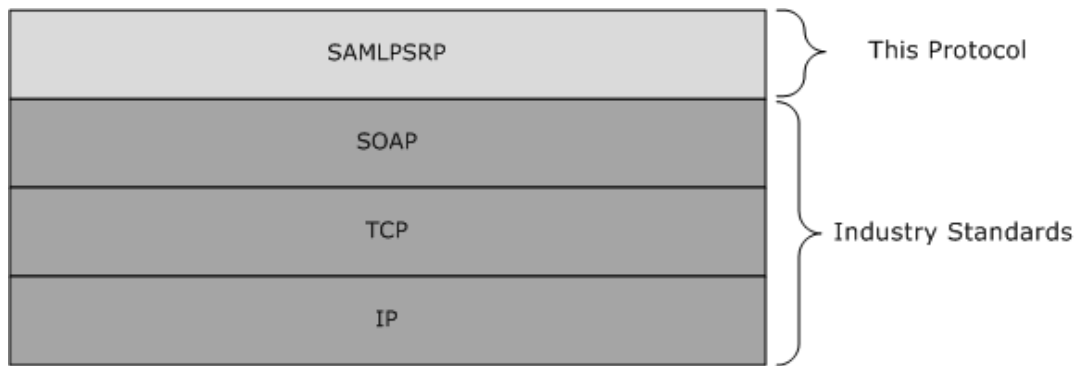 SAMLPSRP
This Protocol
SOAP
TCP
Industry Standards
IP